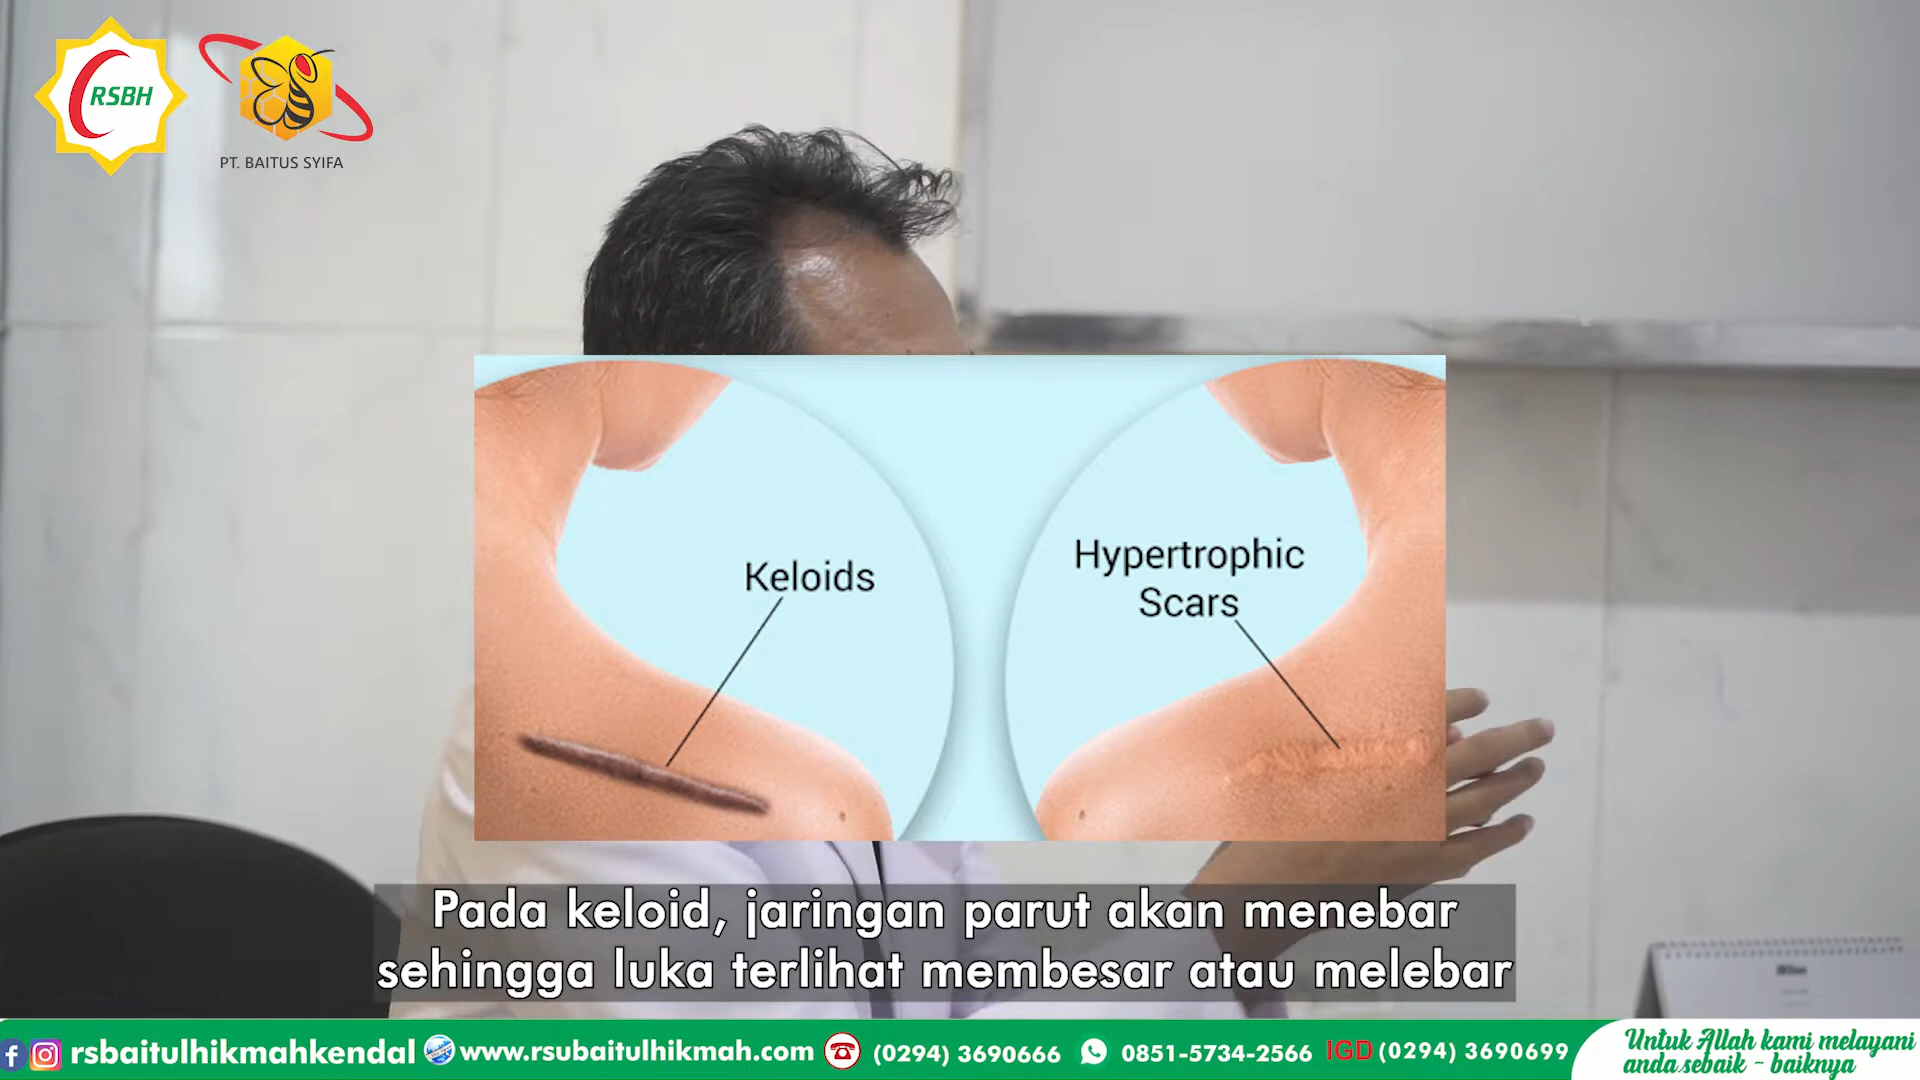 RSBH
PT. BAITUS SYIFA
Keloids
Hypertrophic
Scars
Pada keloid, jaringan parut akan menebar
sehingga luka terlihat membesar atau melebar
rsbaitulhikmahkendal www.rsubaitulhikmah.com (0294) 3690666 0851-5734-2566 IGD (0294) 3690699
Untuk Allah kami melayani
anda sebaik - baiknya